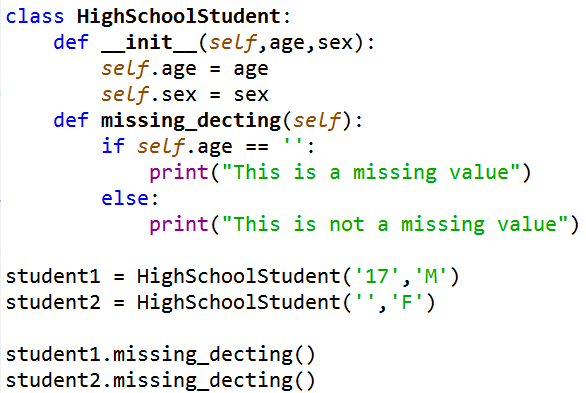 class HighSchoolStudent:
    def __init__(self,age,sex):
        self.age = age
        self.sex = sex
    def missing_decting(self):
        if self.age == '':
            print("This is a missing value")
        else:
            print("This is not a missing value")

student1 = HighSchoolStudent('17','M')
student2 = HighSchoolStudent('','F')

student1.missing_decting()
student2.missing_decting()